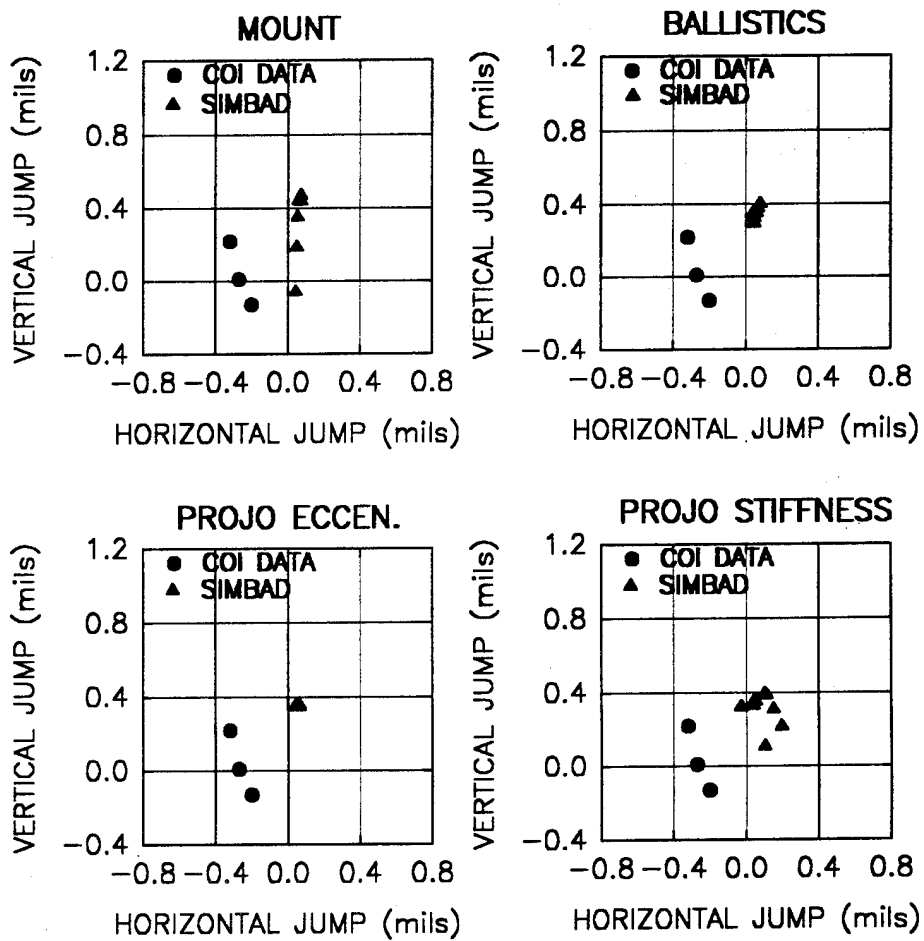 MOUNT
● COI DATA
▲ SIMBAD
VERTICAL JUMP (mils)
1.2
0.8
0.4
0.0
−0.4
−0.8 −0.4 0.0 0.4 0.8
HORIZONTAL JUMP (mils)
BALLISTICS
● COI DATA
▲ SIMBAD
VERTICAL JUMP (mils)
1.2
0.8
0.4
0.0
−0.4
−0.8 −0.4 0.0 0.4 0.8
HORIZONTAL JUMP (mils)
PROJO ECCEN.
● COI DATA
▲ SIMBAD
VERTICAL JUMP (mils)
1.2
0.8
0.4
0.0
−0.4
−0.8 −0.4 0.0 0.4 0.8
HORIZONTAL JUMP (mils)
PROJO STIFFNESS
● COI DATA
▲ SIMBAD
VERTICAL JUMP (mils)
1.2
0.8
0.4
0.0
−0.4
−0.8 −0.4 0.0 0.4 0.8
HORIZONTAL JUMP (mils)